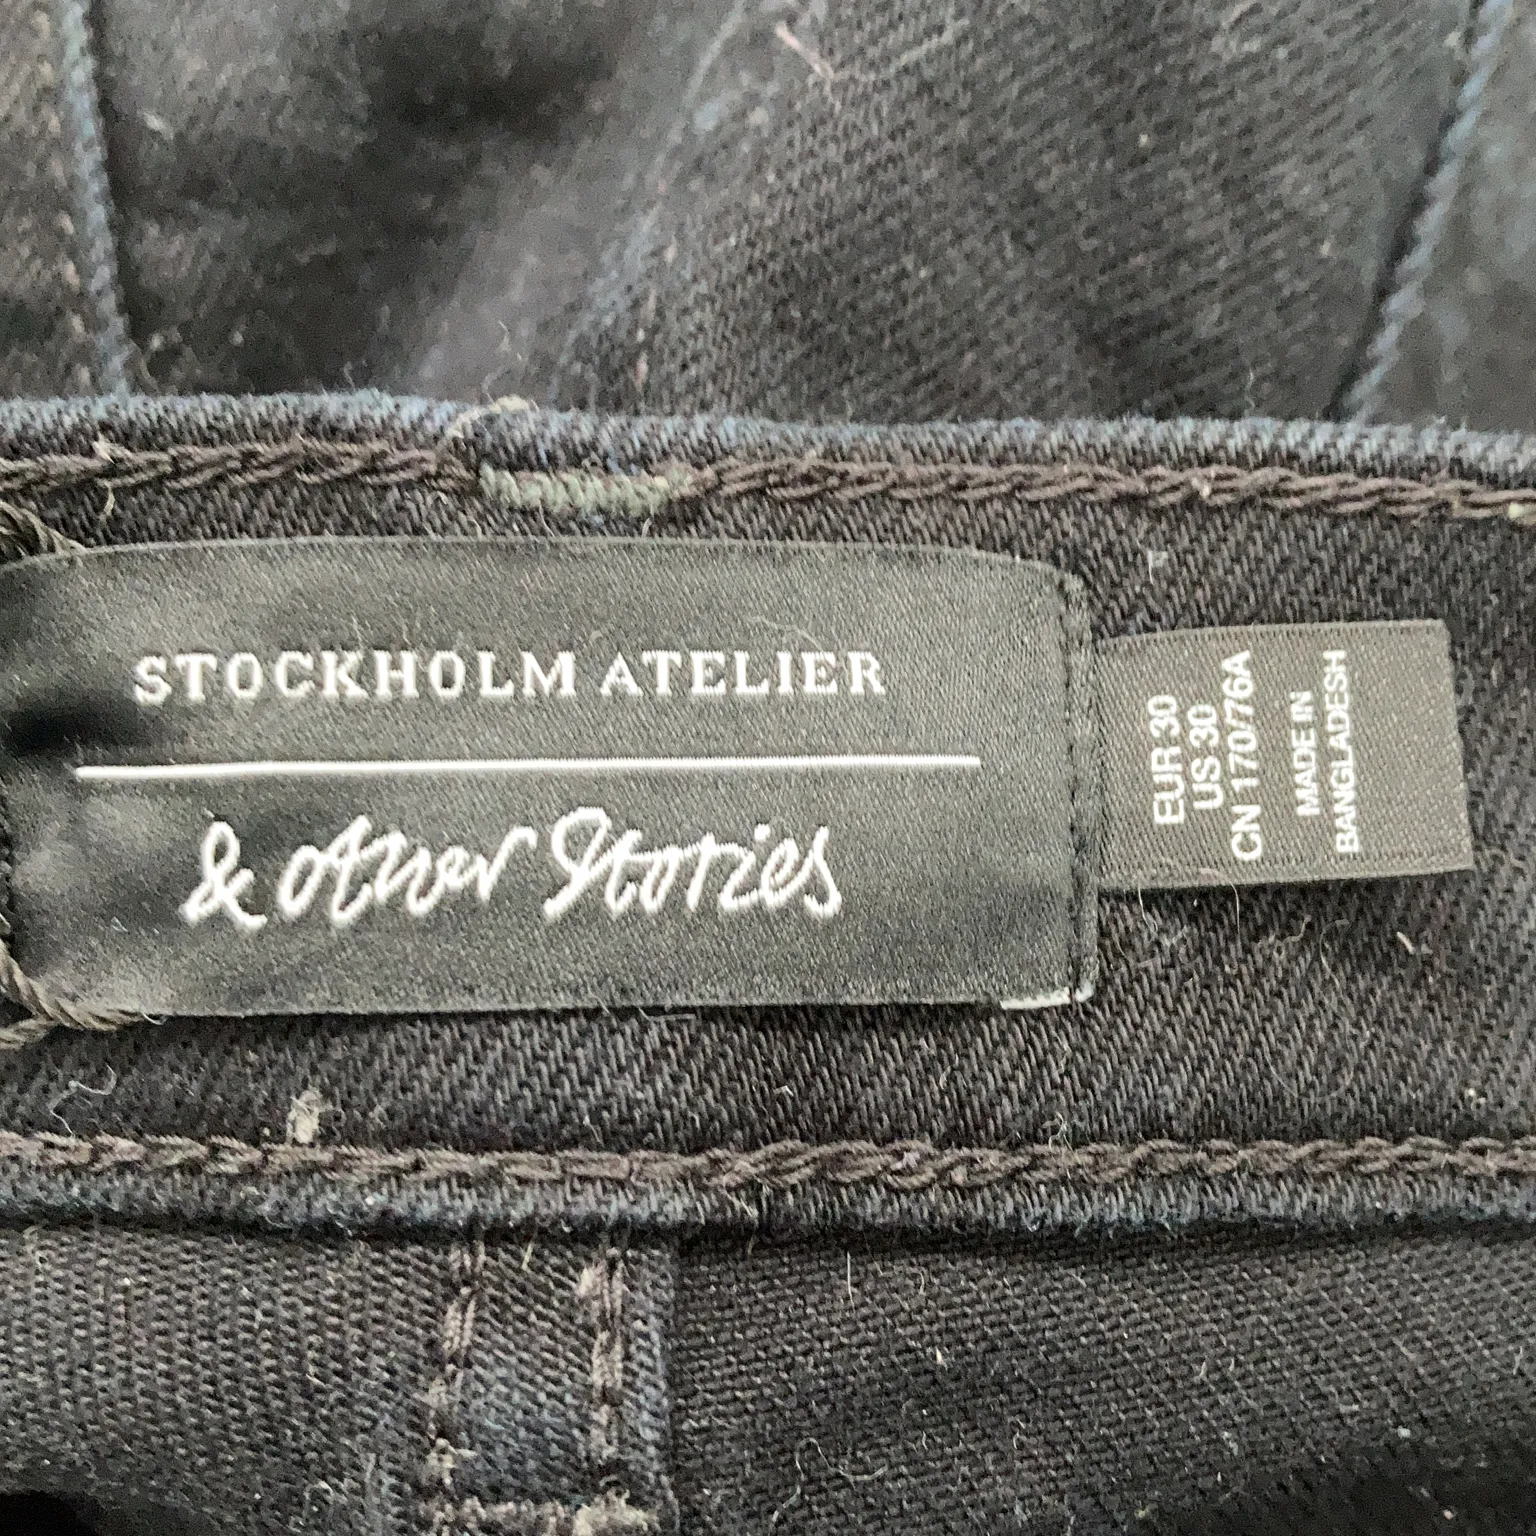 STOCKHOLM ATELIER
& other Stories
EUR 30
US 30
CN 170/76A
MADE IN
BANGLADESH